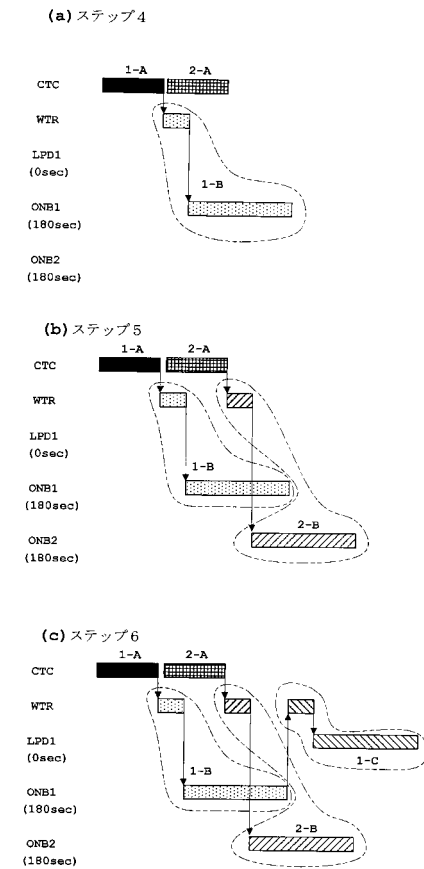 (a)ステップ4
1-A 2-A
CTC
WTR
LPD1
(0sec)
1-B
ONB1
(180sec)
ONB2
(180sec)
(b)ステップ5
1-A 2-A
CTC
WTR
LPD1
(0sec)
1-B
ONB1
(180sec)
2-B
ONB2
(180sec)
(c)ステップ6
1-A 2-A
CTC
WTR
LPD1
(0sec)
1-C
1-B
ONB1
(180sec)
2-B
ONB2
(180sec)